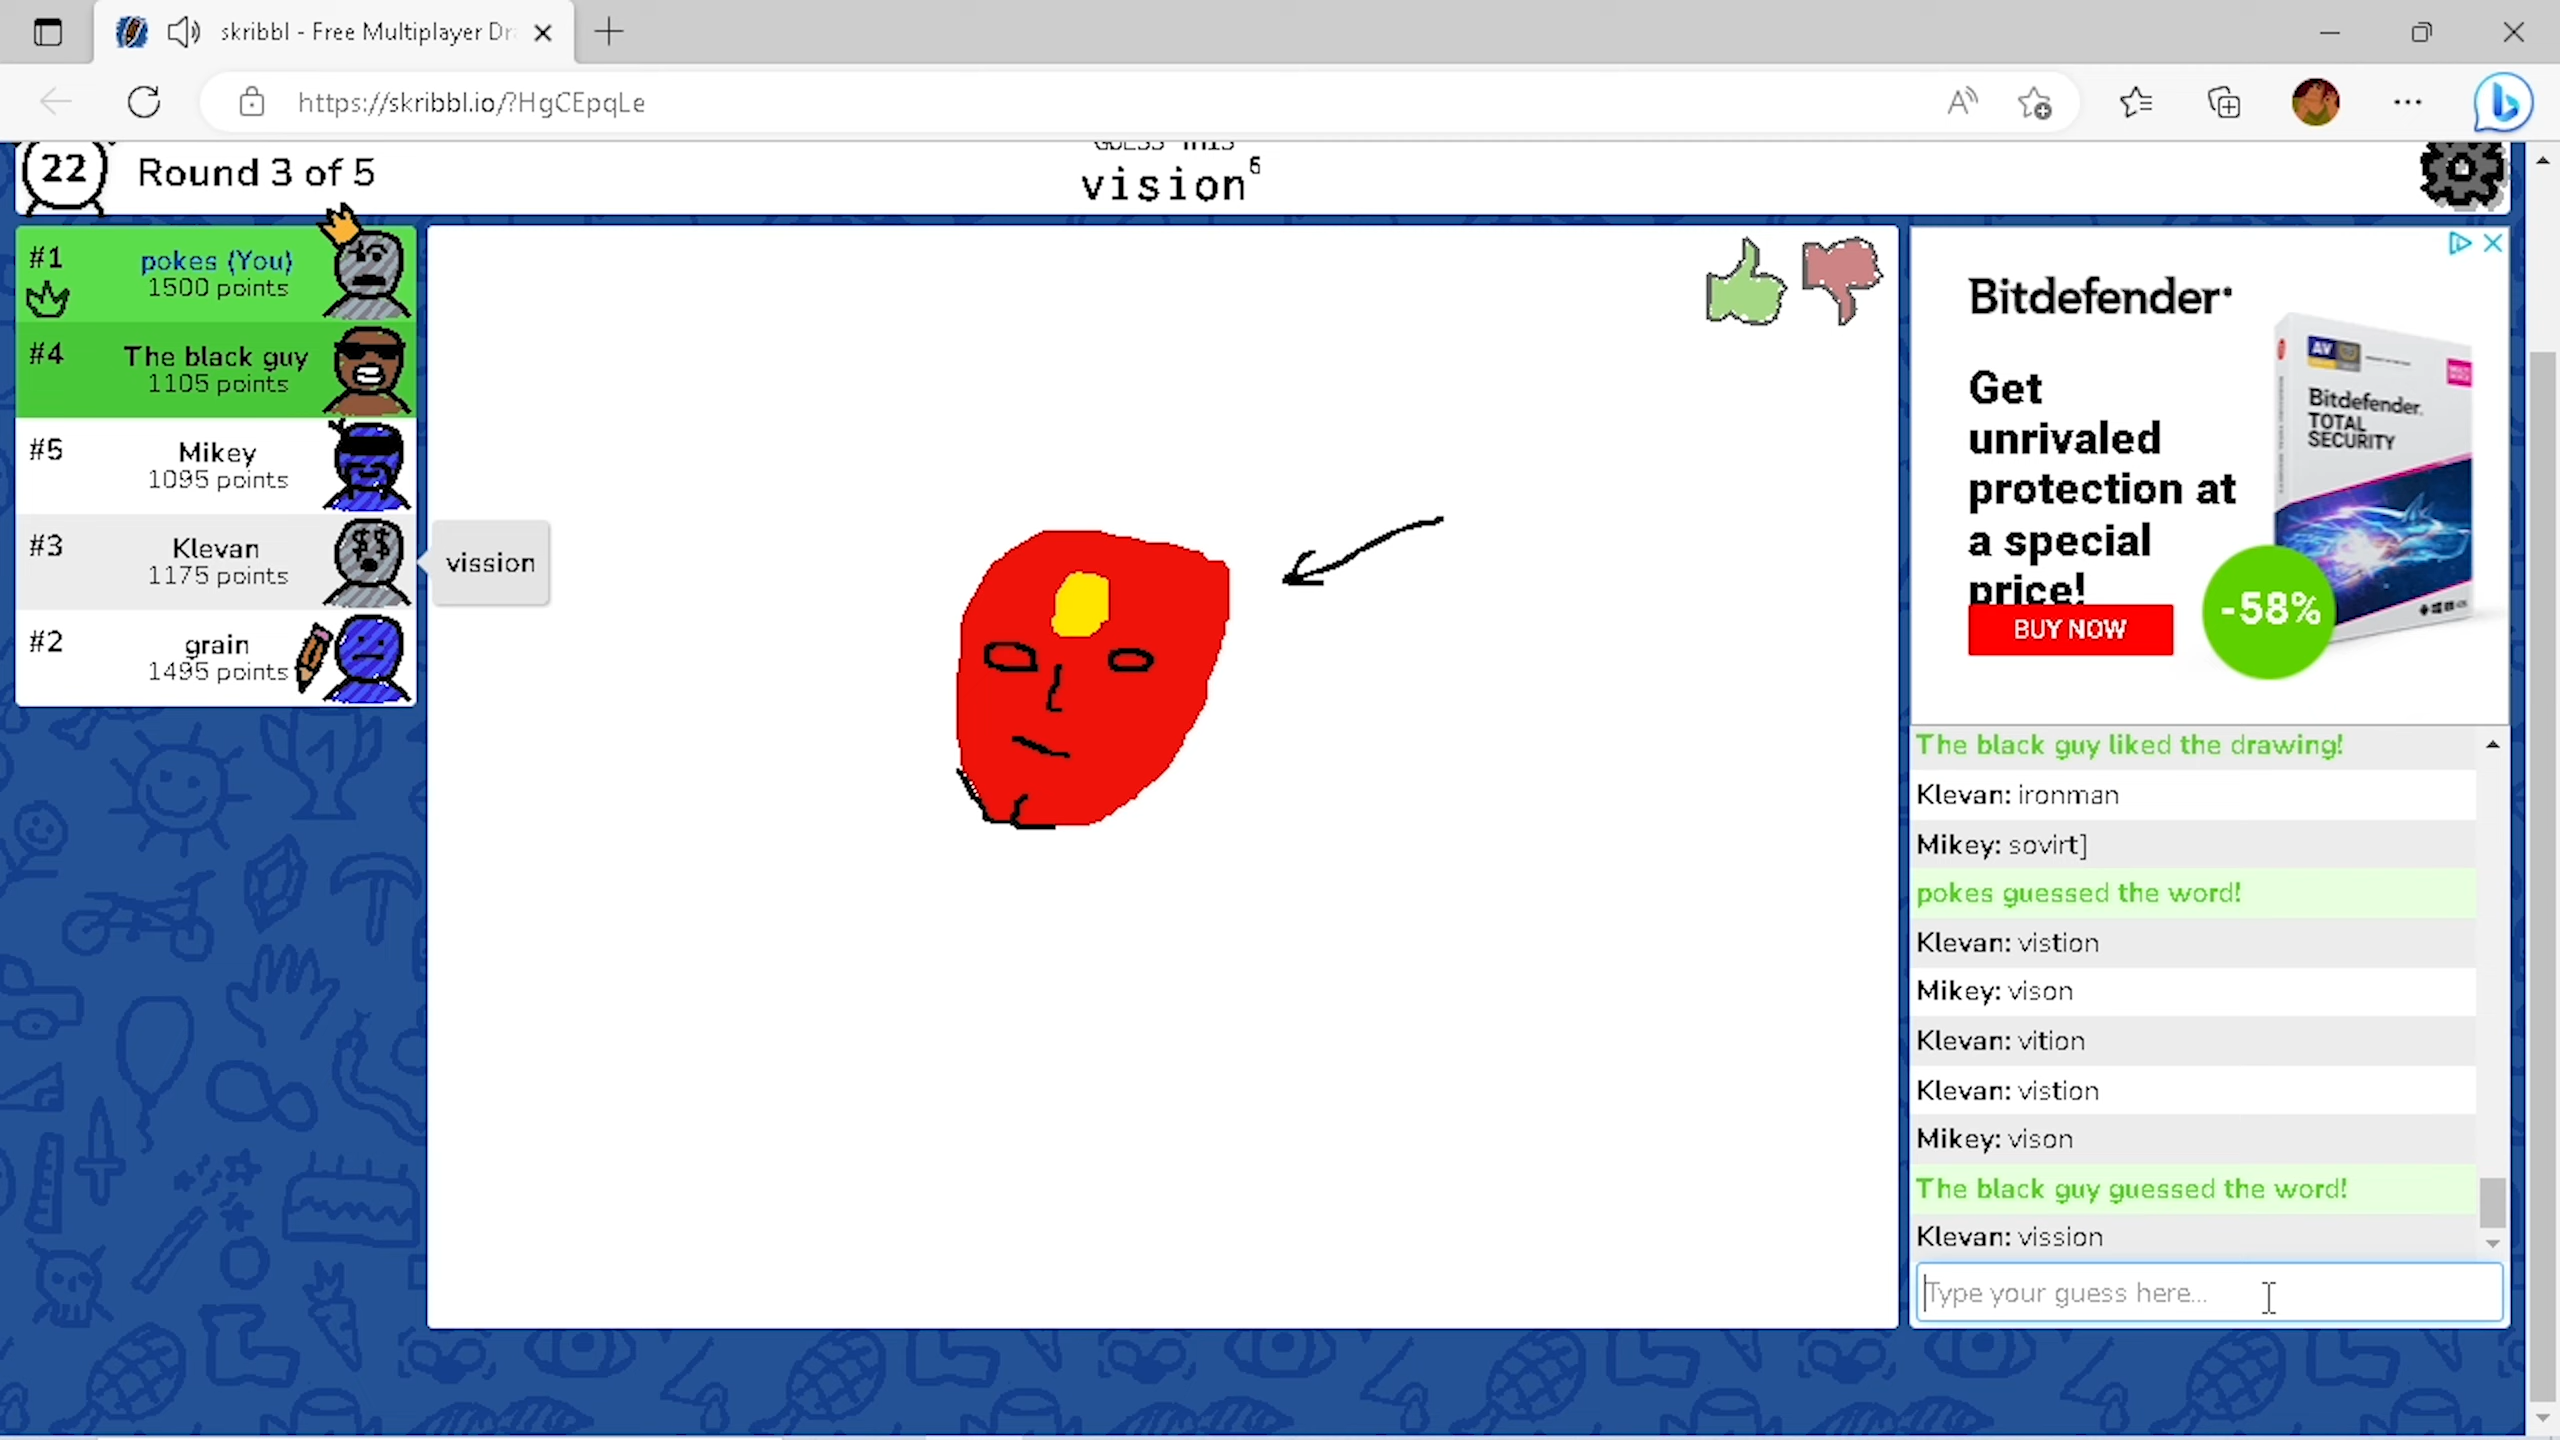 skribbl - Free Multiplayer Dr
https://skribbl.io/?HgCEpqLe
22
Round 3 of 5
GUESS THIS
vision6
#1
pokes (You)
1500 points
#4
The black guy
1105 points
#5
Mikey
1095 points
#3
Klevan
1175 points
vission
#2
grain
1495 points
Bitdefender
Get
unrivaled
protection at
a special
price!
BUY NOW
-58%
AV
Bitdefender
TOTAL
SECURITY
The black guy liked the drawing!
Klevan: ironman
Mikey: sovirt]
pokes guessed the word!
Klevan: vistion
Mikey: vison
Klevan: vition
Klevan: vistion
Mikey: vison
The black guy guessed the word!
Klevan: vission
Type your guess here...